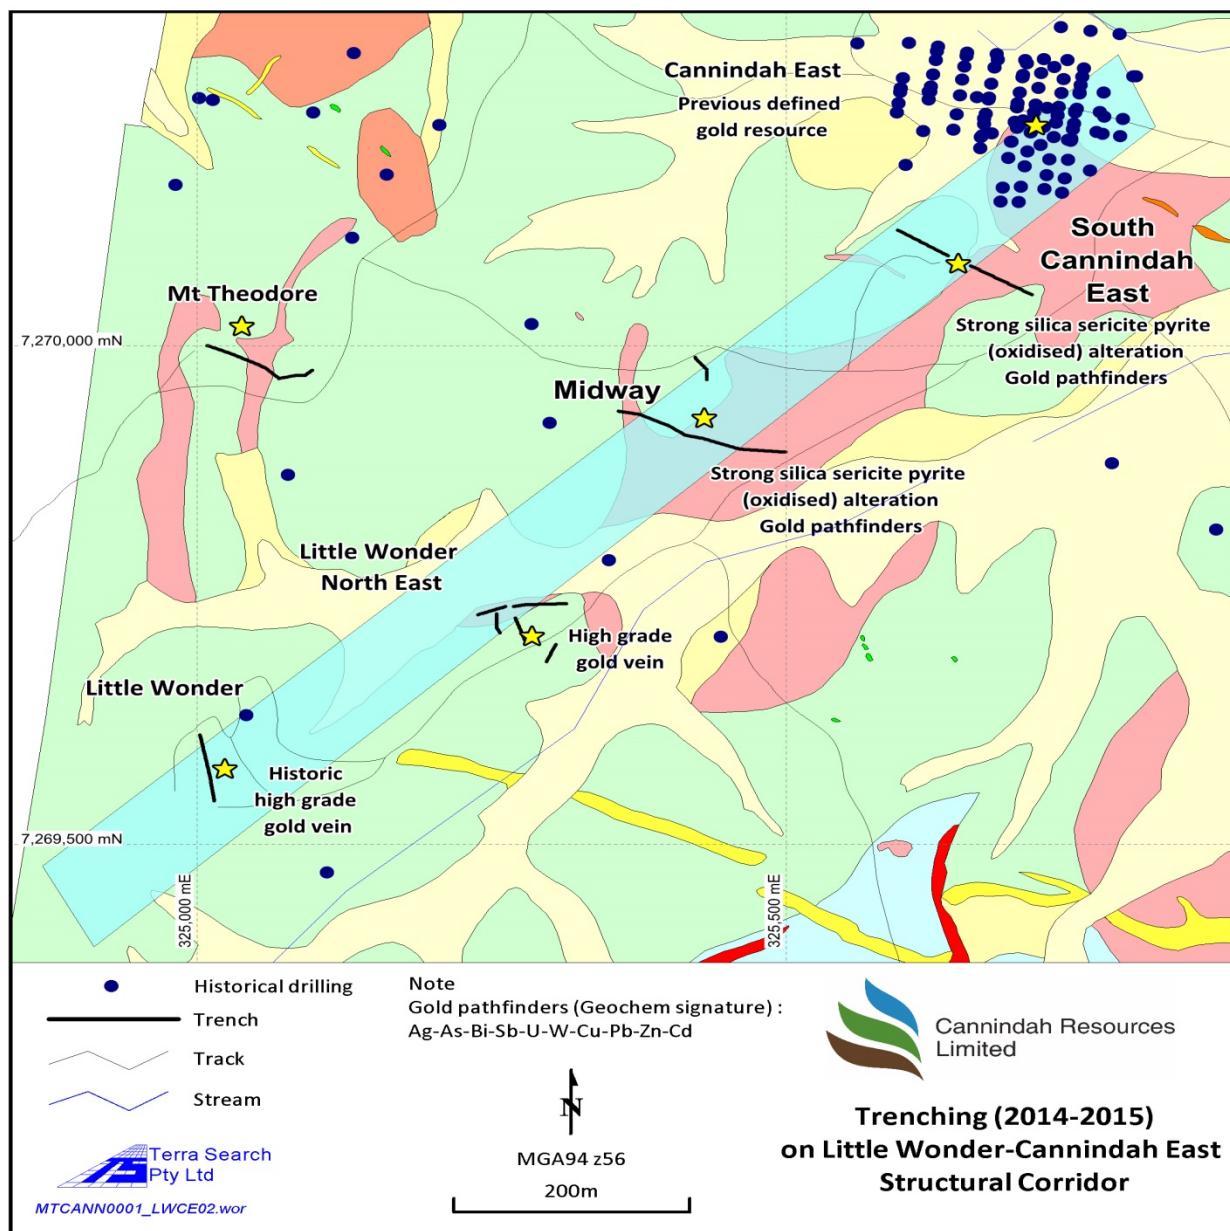 Cannindah East
Previous defined
gold resource
South
Cannindah
East
Strong silica sericite pyrite
(oxidised) alteration
Gold pathfinders
Mt Theodore
7,270,000 mN
Midway
Strong silica sericite pyrite
(oxidised) alteration
Gold pathfinders
Little Wonder
North East
High grade
gold vein
Little Wonder
Historic
high grade
gold vein
7,269,500 mN
325,000 mE
325,500 mE
Historical drilling
Trench
Track
Stream
Terra Search
Pty Ltd
MTCANN0001_LWCE02.wor
Note
Gold pathfinders (Geochem signature) :
Ag-As-Bi-Sb-U-W-Cu-Pb-Zn-Cd
N
MGA94 z56
200m
Cannindah Resources
Limited
Trenching (2014-2015)
on Little Wonder-Cannindah East
Structural Corridor